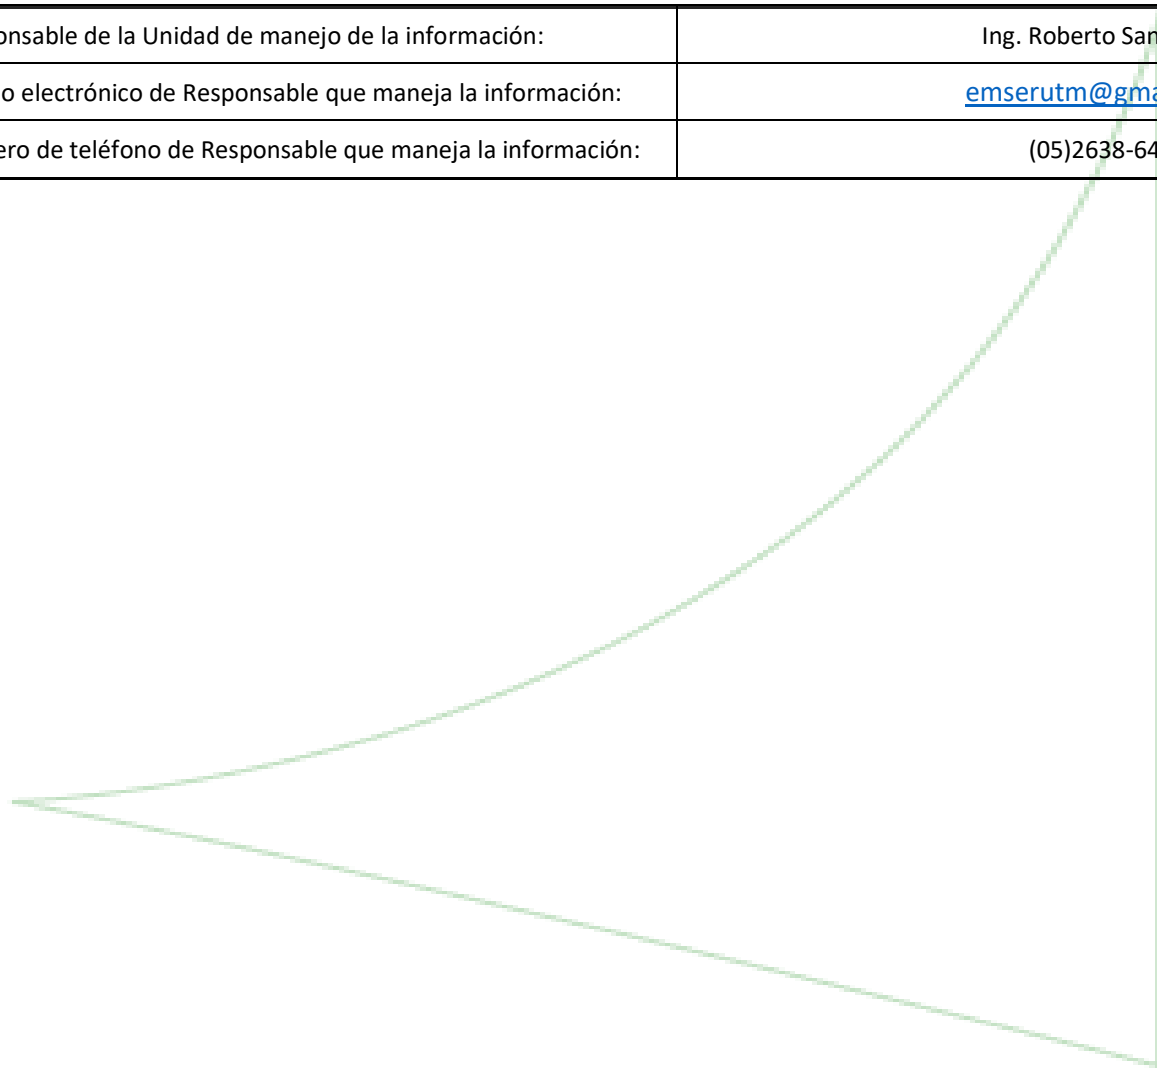 onsable de la Unidad de manejo de la información: Ing. Roberto San
o electrónico de Responsable que maneja la información: emserutm@gma
ero de teléfono de Responsable que maneja la información: (05)2638-64